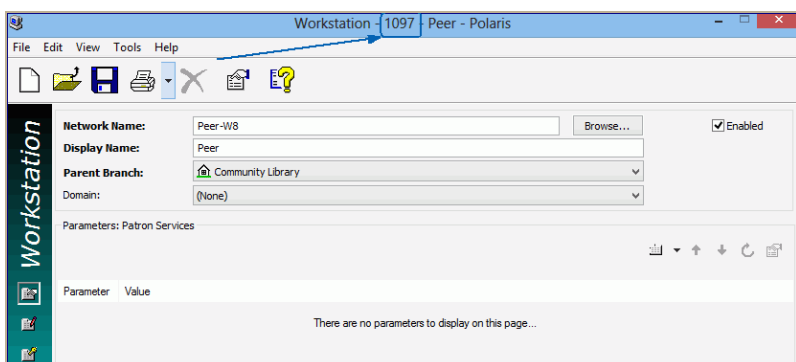 Workstation - 1097 - Peer - Polaris
File Edit View Tools Help
Workstation
Network Name: Peer-W8 Browse... Enabled
Display Name: Peer
Parent Branch: Community Library
Domain: (None)
Parameters: Patron Services
Parameter Value
There are no parameters to display on this page...